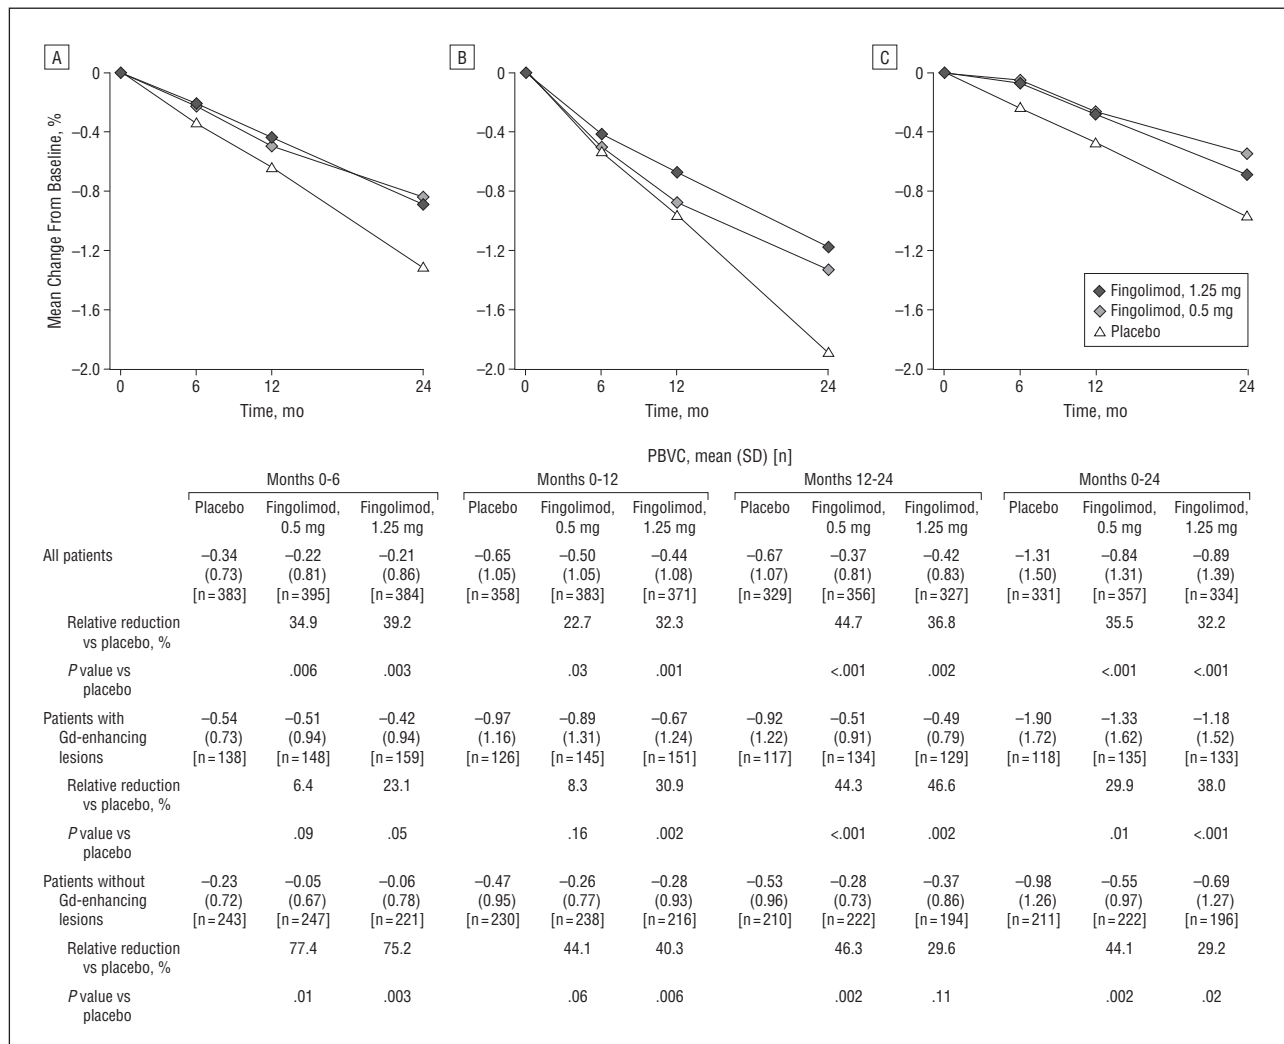 A
B
C
0
–0.4
–0.8
–1.2
–1.6
–2.0
Mean Change From Baseline, %
0 6 12 24
Time, mo
0
–0.4
–0.8
–1.2
–1.6
–2.0
0 6 12 24
Time, mo
0
–0.4
–0.8
–1.2
–1.6
–2.0
0 6 12 24
Time, mo
Fingolimod, 1.25 mg
Fingolimod, 0.5 mg
Placebo
PBVC, mean (SD) [n]
Months 0-6 Months 0-12 Months 12-24 Months 0-24
Placebo Fingolimod, Fingolimod, Placebo Fingolimod, Fingolimod, Placebo Fingolimod, Fingolimod, Placebo Fingolimod, Fingolimod,
0.5 mg 1.25 mg 0.5 mg 1.25 mg 0.5 mg 1.25 mg 0.5 mg 1.25 mg
All patients –0.34 –0.22 –0.21 –0.65 –0.50 –0.44 –0.67 –0.37 –0.42 –1.31 –0.84 –0.89
(0.73) (0.81) (0.86) (1.05) (1.05) (1.08) (1.07) (0.81) (0.83) (1.50) (1.31) (1.39)
[n=383] [n=395] [n=384] [n=358] [n=383] [n=371] [n=329] [n=356] [n=327] [n=331] [n=357] [n=334]
Relative reduction 34.9 39.2 22.7 32.3 44.7 36.8 35.5 32.2
vs placebo, %
P value vs .006 .003 .03 .001 <.001 .002 <.001 <.001
placebo
Patients with –0.54 –0.51 –0.42 –0.97 –0.89 –0.67 –0.92 –0.51 –0.49 –1.90 –1.33 –1.18
Gd-enhancing (0.73) (0.94) (0.94) (1.16) (1.31) (1.24) (1.22) (0.91) (0.79) (1.72) (1.62) (1.52)
lesions [n=138] [n=148] [n=159] [n=126] [n=145] [n=151] [n=117] [n=134] [n=129] [n=118] [n=135] [n=133]
Relative reduction 6.4 23.1 8.3 30.9 44.3 46.6 29.9 38.0
vs placebo, %
P value vs .09 .05 .16 .002 <.001 .002 .01 <.001
placebo
Patients without –0.23 –0.05 –0.06 –0.47 –0.26 –0.28 –0.53 –0.28 –0.37 –0.98 –0.55 –0.69
Gd-enhancing (0.72) (0.67) (0.78) (0.95) (0.77) (0.93) (0.96) (0.73) (0.86) (1.26) (0.97) (1.27)
lesions [n=243] [n=247] [n=221] [n=230] [n=238] [n=216] [n=210] [n=222] [n=194] [n=211] [n=222] [n=196]
Relative reduction 77.4 75.2 44.1 40.3 46.3 29.6 44.1 29.2
vs placebo, %
P value vs .01 .003 .06 .006 .002 .11 .002 .02
placebo